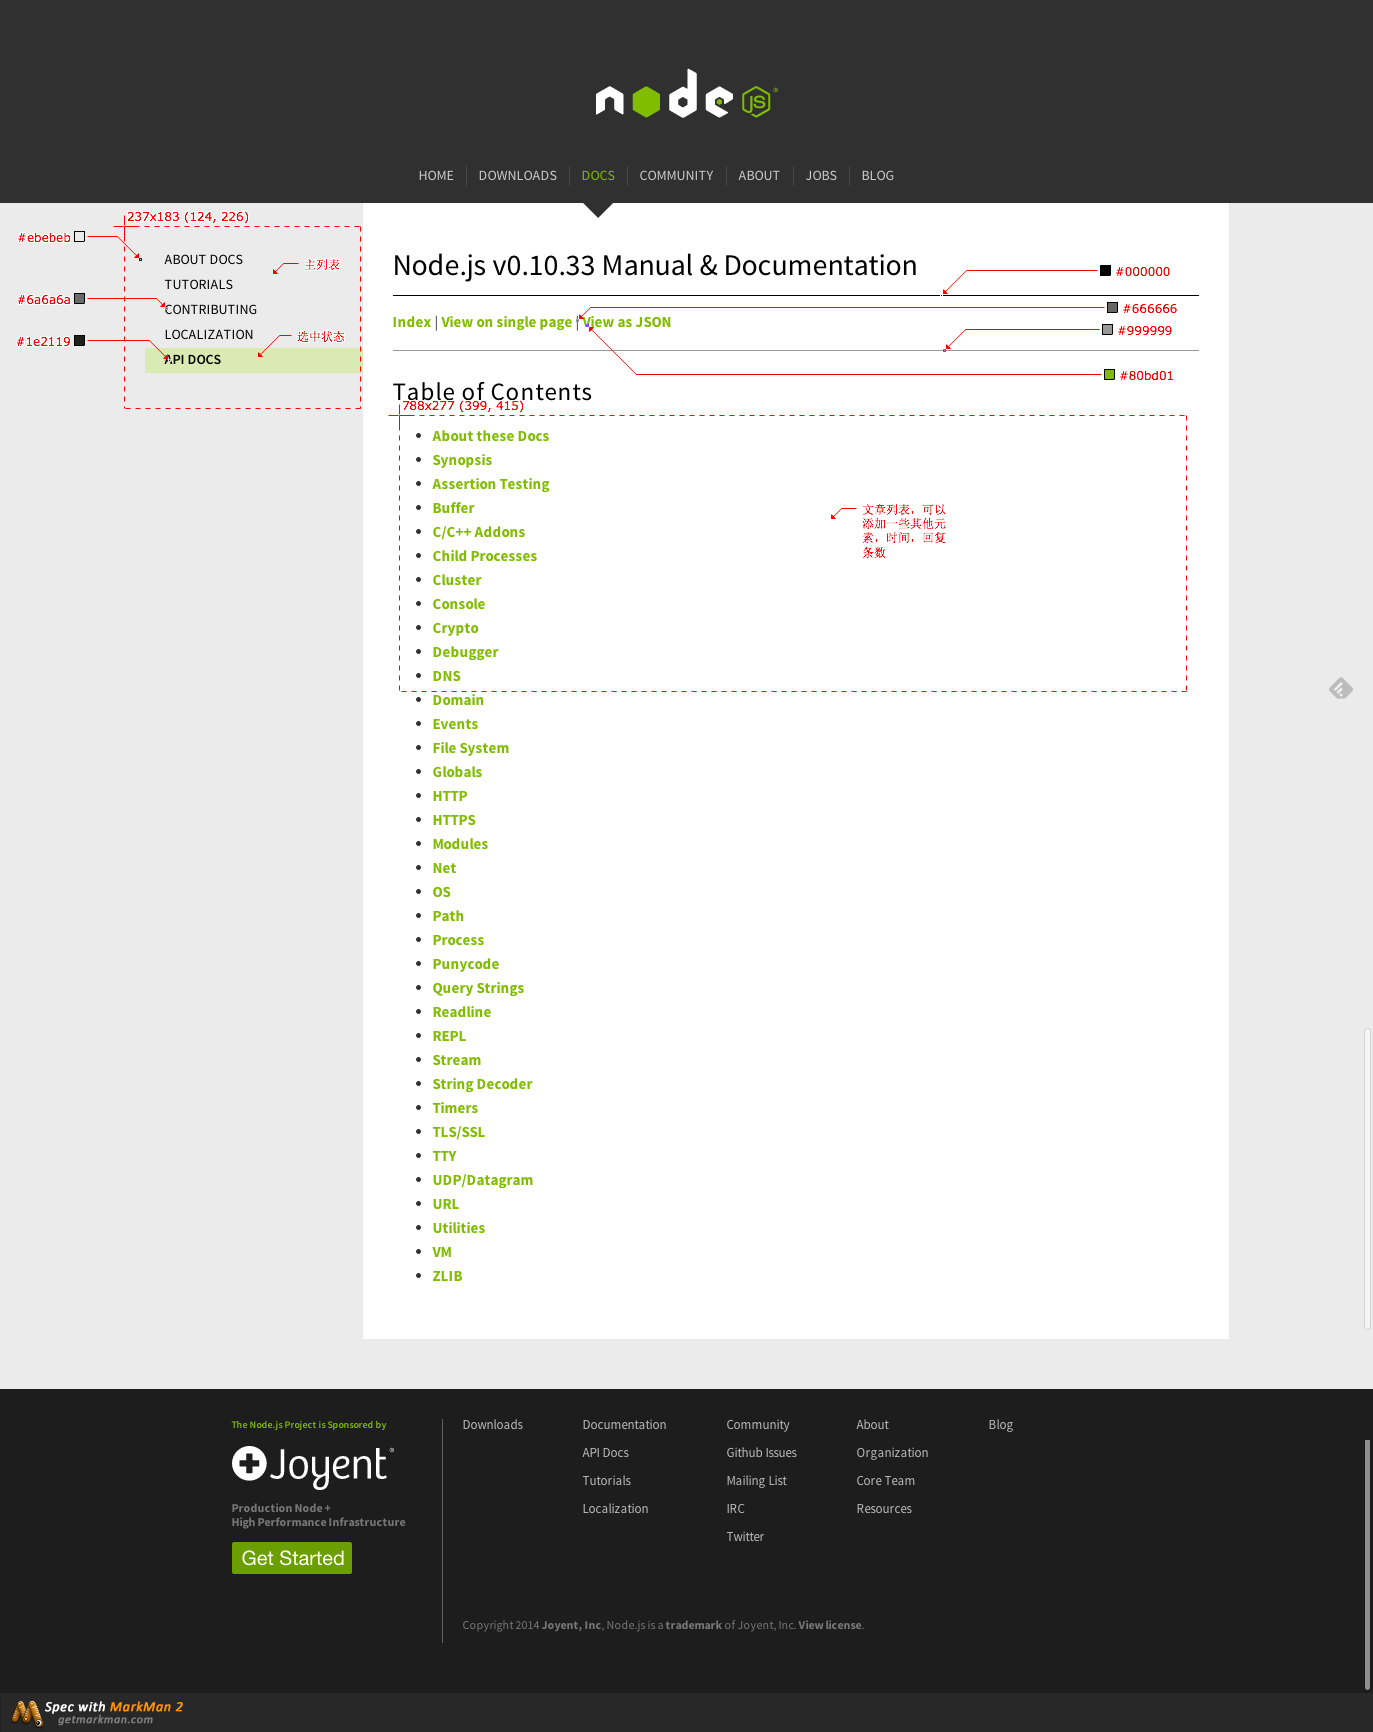 node JS
HOME DOWNLOADS DOCS COMMUNITY ABOUT JOBS BLOG
237x183 (124, 226)
#ebebeb
ABOUT DOCS
主列表
TUTORIALS
#6a6a6a
CONTRIBUTING
LOCALIZATION
选中状态
#1e2119
API DOCS
Node.js v0.10.33 Manual & Documentation
#000000
#666666
Index | View on single page | View as JSON
#999999
#80bd01
Table of Contents
788x277 (399, 415)
About these Docs
Synopsis
Assertion Testing
Buffer
C/C++ Addons
Child Processes
Cluster
Console
Crypto
Debugger
DNS
Domain
Events
File System
Globals
HTTP
HTTPS
Modules
Net
OS
Path
Process
Punycode
Query Strings
Readline
REPL
Stream
String Decoder
Timers
TLS/SSL
TTY
UDP/Datagram
URL
Utilities
VM
ZLIB
文章列表，可以
添加一些其他元
素，时间，回复
条数
The Node.js Project is Sponsored by
Joyent
Production Node +
High Performance Infrastructure
Get Started
Downloads
Documentation
API Docs
Tutorials
Localization
Community
Github Issues
Mailing List
IRC
Twitter
About
Organization
Core Team
Resources
Blog
Copyright 2014 Joyent, Inc, Node.js is a trademark of Joyent, Inc. View license.
Spec with MarkMan 2
getmarkman.com